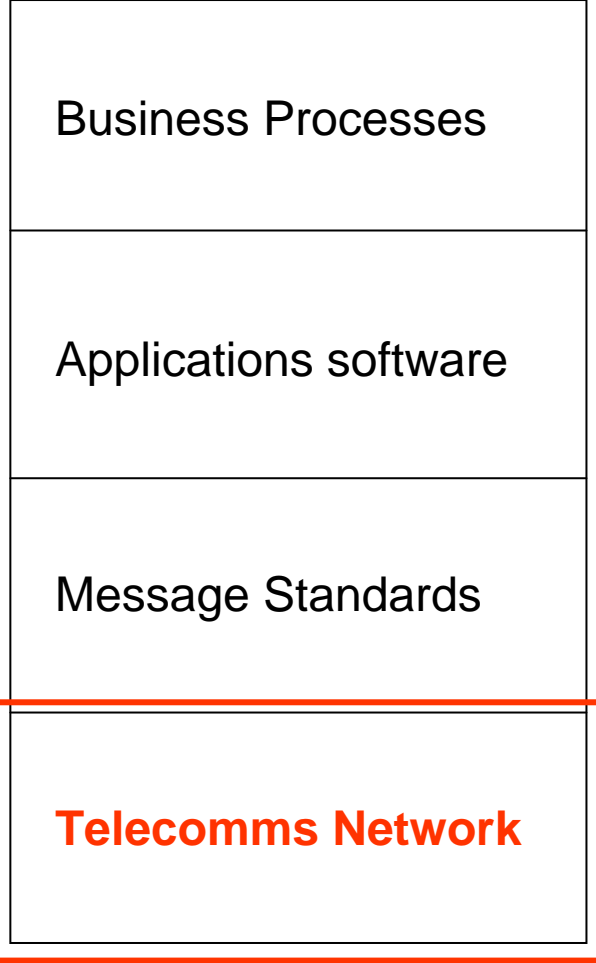 Business Processes
Applications software
Message Standards
Telecomms Network